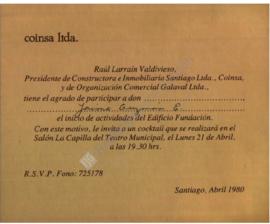 coinsa ltda.
Raúl Larraín Valdivieso,
Presidente de Constructora e Inmobiliaria Santiago Ltda., Coinsa,
y de Organización Comercial Galaval Ltda.,
tiene el agrado de participar a don Jaime Guzmán E.
el inicio de actividades del Edificio Fundación.
Con este motivo, le invita a un cocktail que se realizará en el
Salón La Capilla del Teatro Municipal, el Lunes 21 de Abril.
a las 19.30 hrs.
R.S.V.P. Fono: 725178
Santiago, Abril 1980